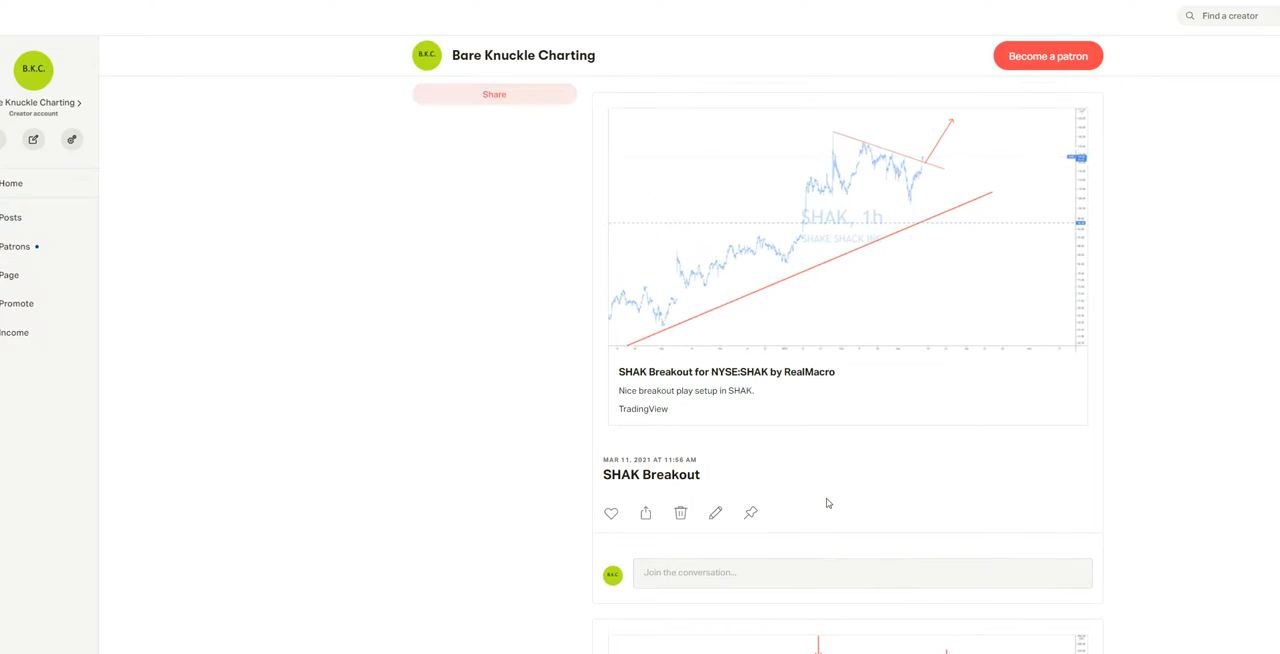 Find a creator
B.K.C.
Bare Knuckle Charting
Become a patron
B.K.C.
e Knuckle Charting
Creator account
Home
Posts
Patrons
Page
Promote
Income
Share
SHAK, 1h
SHAKE SHACK INC
SHAK Breakout for NYSE:SHAK by RealMacro
Nice breakout play setup in SHAK.
TradingView
MAR 11, 2021 AT 11:56 AM
SHAK Breakout
B.K.C.
Join the conversation...